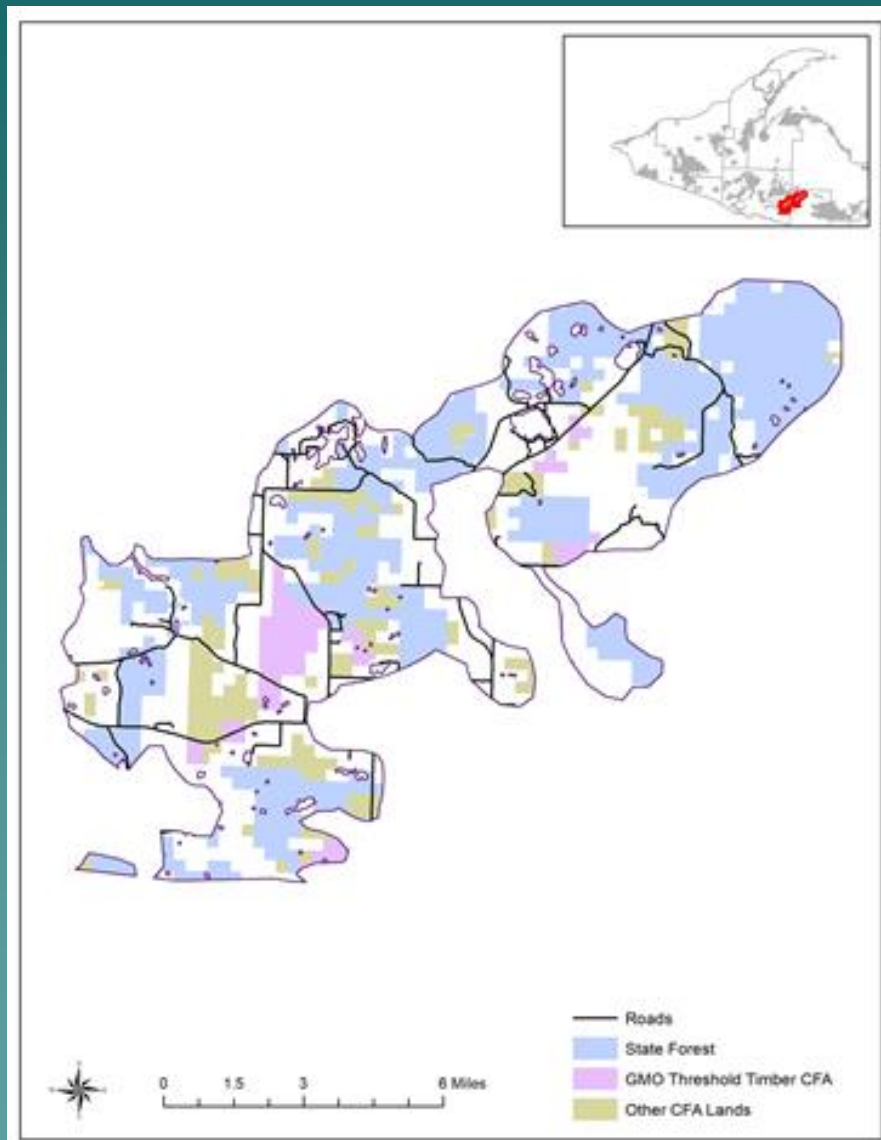 Roads
State Forest
GMO Threshold Timber CFA
Other CFA Lands
0 1.5 3 6 Miles